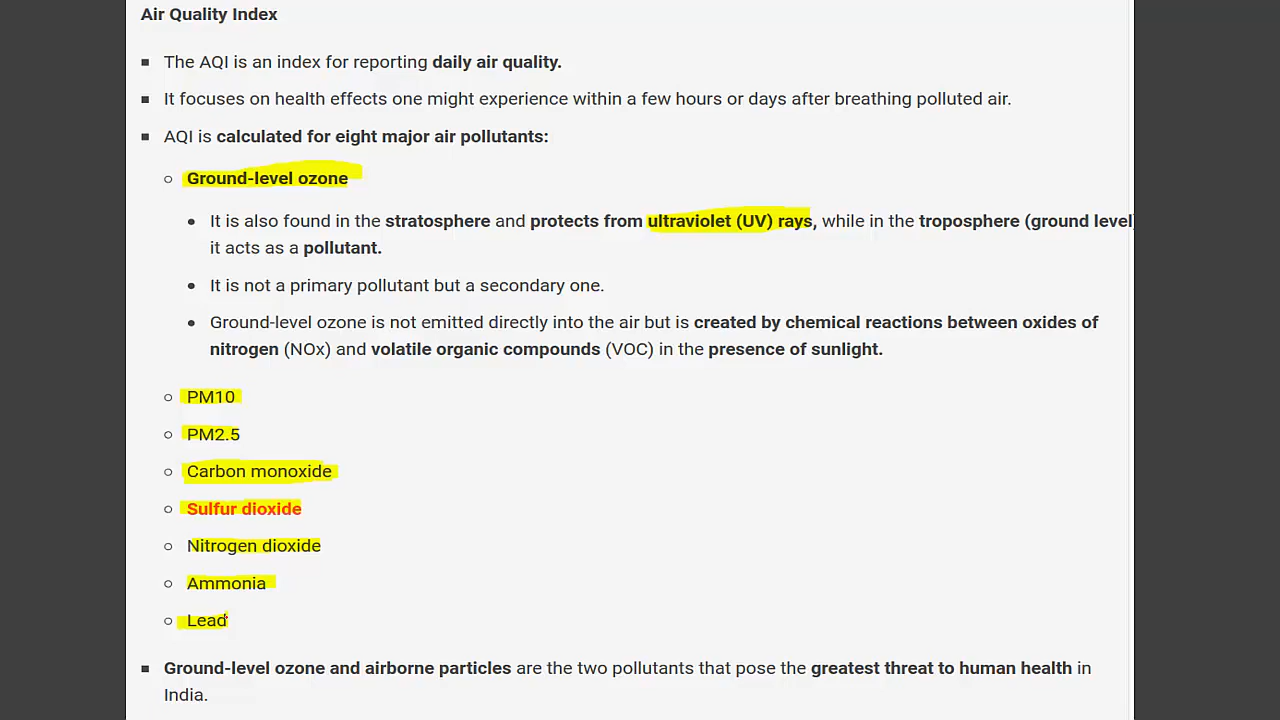 Air Quality Index
The AQI is an index for reporting daily air quality.
It focuses on health effects one might experience within a few hours or days after breathing polluted air.
AQI is calculated for eight major air pollutants:
Ground-level ozone
It is also found in the stratosphere and protects from ultraviolet (UV) rays, while in the troposphere (ground level)
it acts as a pollutant.
It is not a primary pollutant but a secondary one.
Ground-level ozone is not emitted directly into the air but is created by chemical reactions between oxides of
nitrogen (NOx) and volatile organic compounds (VOC) in the presence of sunlight.
PM10
PM2.5
Carbon monoxide
Sulfur dioxide
Nitrogen dioxide
Ammonia
Lead
Ground-level ozone and airborne particles are the two pollutants that pose the greatest threat to human health in
India.